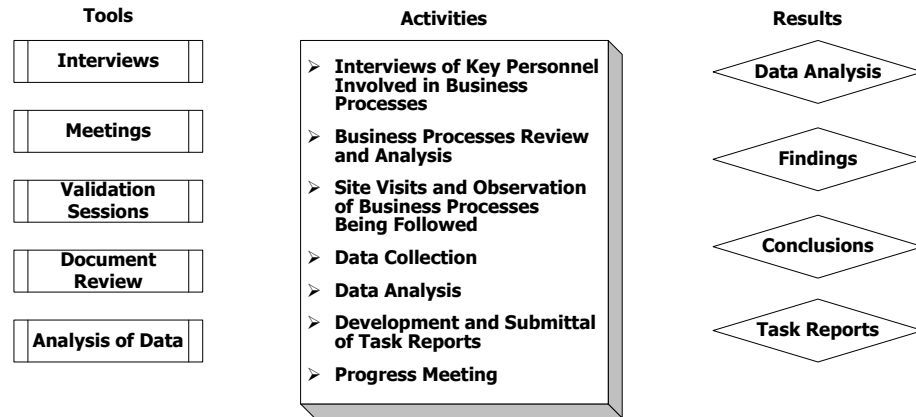 Tools
Interviews
Meetings
Validation
Sessions
Document
Review
Analysis of Data
Activities
➢ Interviews of Key Personnel
Involved in Business
Processes
➢ Business Processes Review
and Analysis
➢ Site Visits and Observation
of Business Processes
Being Followed
➢ Data Collection
➢ Data Analysis
➢ Development and Submittal
of Task Reports
➢ Progress Meeting
Results
Data Analysis
Findings
Conclusions
Task Reports